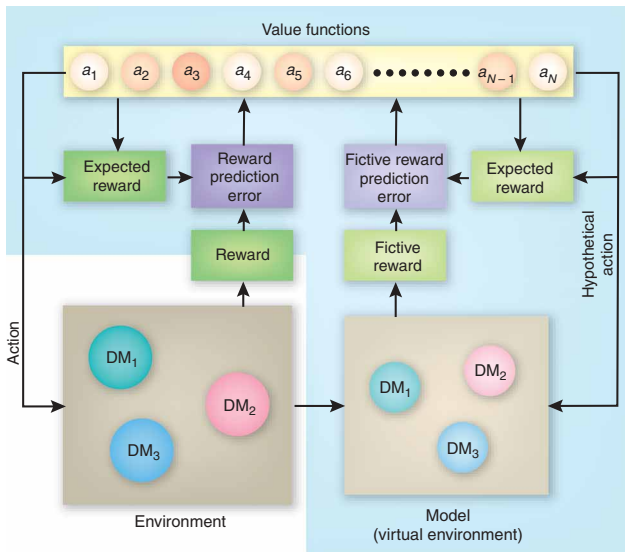 Value functions
a1 a2 a3 a4 a5 a6 aN – 1 aN
Expected
reward
Reward
prediction
error
Fictive reward
prediction
error
Expected
reward
Reward
Fictive
reward
Hypothetical
action
Action
DM1
DM2
DM3
DM1
DM2
DM3
Environment
Model
(virtual environment)